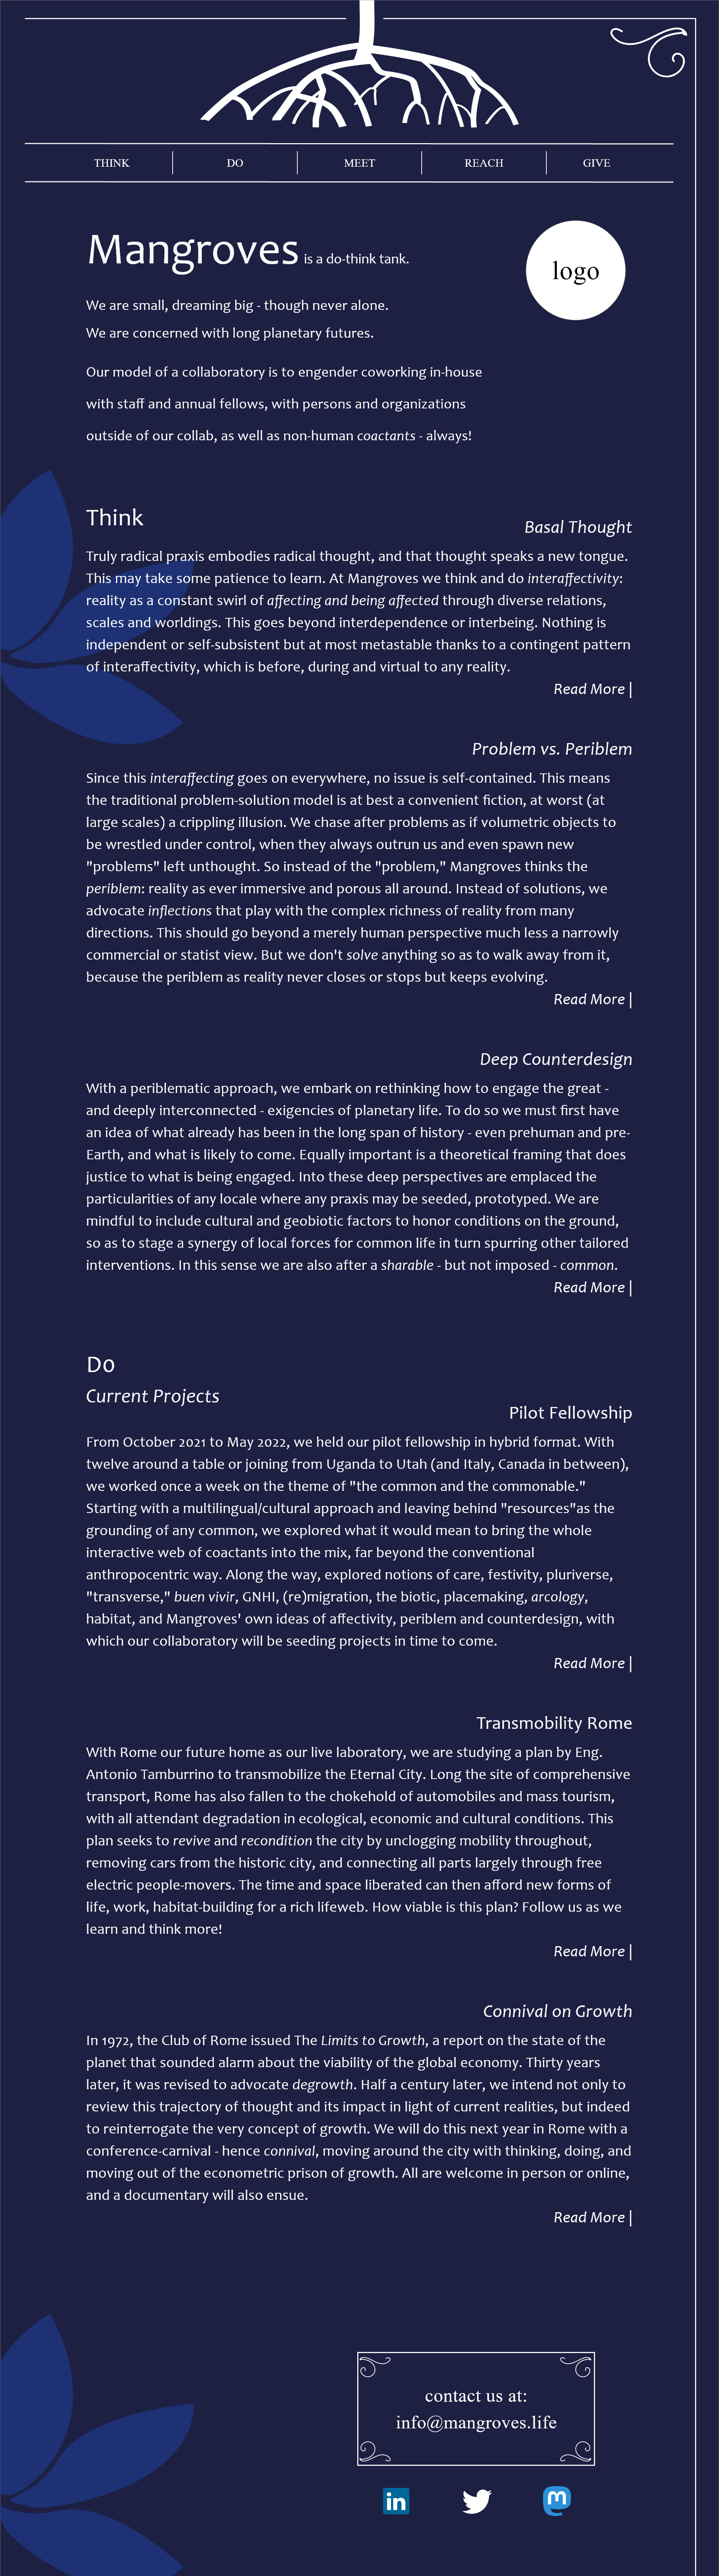 THINK
DO
MEET
REACH
GIVE
Mangroves is a do-think tank.
logo
We are small, dreaming big - though never alone.
We are concerned with long planetary futures.
Our model of a collaboratory is to engender coworking in-house
with staff and annual fellows, with persons and organizations
outside of our collab, as well as non-human coactants - always!
Think
Basal Thought
Truly radical praxis embodies radical thought, and that thought speaks a new tongue.
This may take some patience to learn. At Mangroves we think and do interaffectivity:
reality as a constant swirl of affecting and being affected through diverse relations,
scales and worldings. This goes beyond interdependence or interbeing. Nothing is
independent or self-subsistent but at most metastable thanks to a contingent pattern
of interaffectivity, which is before, during and virtual to any reality.
Read More |
Problem vs. Periblem
Since this interaffecting goes on everywhere, no issue is self-contained. This means
the traditional problem-solution model is at best a convenient fiction, at worst (at
large scales) a crippling illusion. We chase after problems as if volumetric objects to
be wrestled under control, when they always outrun us and even spawn new
"problems" left unthought. So instead of the "problem," Mangroves thinks the
periblem: reality as ever immersive and porous all around. Instead of solutions, we
advocate inflections that play with the complex richness of reality from many
directions. This should go beyond a merely human perspective much less a narrowly
commercial or statist view. But we don't solve anything so as to walk away from it,
because the periblem as reality never closes or stops but keeps evolving.
Read More |
Deep Counterdesign
With a periblematic approach, we embark on rethinking how to engage the great -
and deeply interconnected - exigencies of planetary life. To do so we must first have
an idea of what already has been in the long span of history - even prehuman and pre-
Earth, and what is likely to come. Equally important is a theoretical framing that does
justice to what is being engaged. Into these deep perspectives are emplaced the
particularities of any locale where any praxis may be seeded, prototyped. We are
mindful to include cultural and geobiotic factors to honor conditions on the ground,
so as to stage a synergy of local forces for common life in turn spurring other tailored
interventions. In this sense we are also after a sharable - but not imposed - common.
Read More |
Do
Current Projects
Pilot Fellowship
From October 2021 to May 2022, we held our pilot fellowship in hybrid format. With
twelve around a table or joining from Uganda to Utah (and Italy, Canada in between),
we worked once a week on the theme of "the common and the commonable."
Starting with a multilingual/cultural approach and leaving behind "resources"as the
grounding of any common, we explored what it would mean to bring the whole
interactive web of coactants into the mix, far beyond the conventional
anthropocentric way. Along the way, explored notions of care, festivity, pluriverse,
"transverse," buen vivir, GNHI, (re)migration, the biotic, placemaking, arcology,
habitat, and Mangroves' own ideas of affectivity, periblem and counterdesign, with
which our collaboratory will be seeding projects in time to come.
Read More |
Transmobility Rome
With Rome our future home as our live laboratory, we are studying a plan by Eng.
Antonio Tamburrino to transmobilize the Eternal City. Long the site of comprehensive
transport, Rome has also fallen to the chokehold of automobiles and mass tourism,
with all attendant degradation in ecological, economic and cultural conditions. This
plan seeks to revive and recondition the city by unclogging mobility throughout,
removing cars from the historic city, and connecting all parts largely through free
electric people-movers. The time and space liberated can then afford new forms of
life, work, habitat-building for a rich lifeweb. How viable is this plan? Follow us as we
learn and think more!
Read More |
Connival on Growth
In 1972, the Club of Rome issued The Limits to Growth, a report on the state of the
planet that sounded alarm about the viability of the global economy. Thirty years
later, it was revised to advocate degrowth. Half a century later, we intend not only to
review this trajectory of thought and its impact in light of current realities, but indeed
to reinterrogate the very concept of growth. We will do this next year in Rome with a
conference-carnival - hence connival, moving around the city with thinking, doing, and
moving out of the econometric prison of growth. All are welcome in person or online,
and a documentary will also ensue.
Read More |
contact us at:
info@mangroves.life
in
m